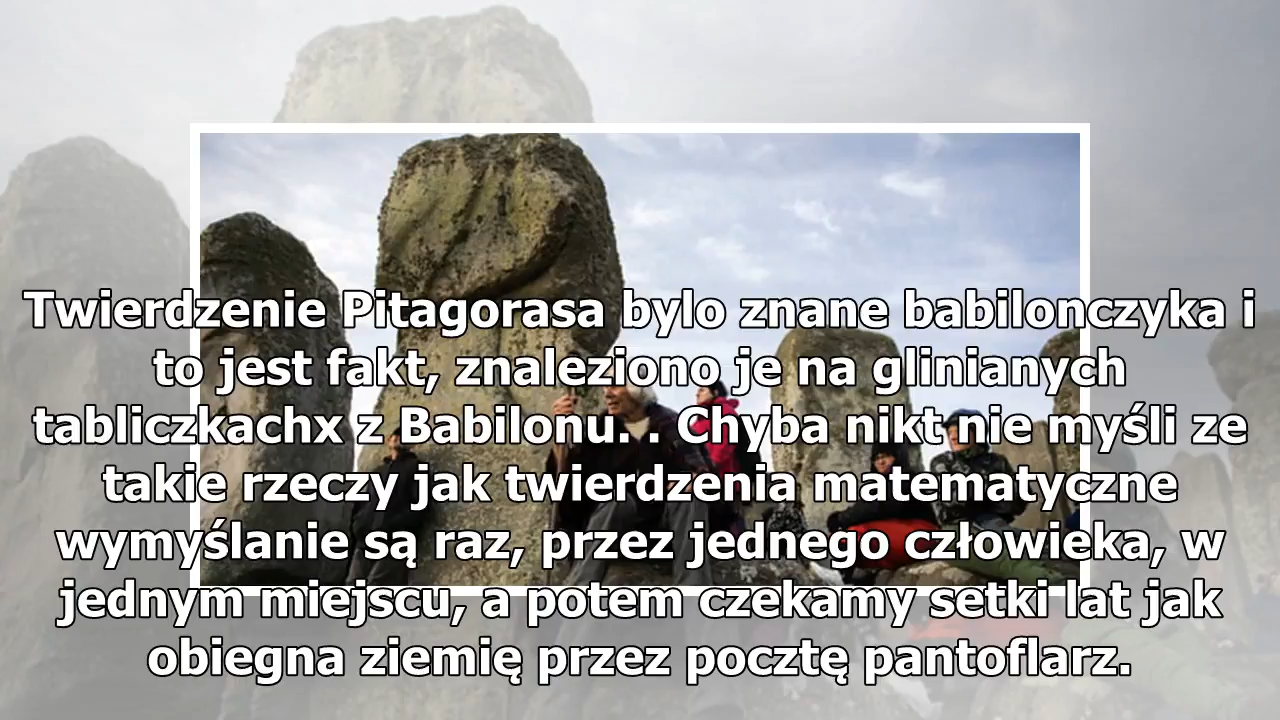 Twierdzenie Pitagorasa bylo znane babilonczyka i
to jest fakt, znaleziono je na glinianych
tabliczkachx z Babilonu. . Chyba nikt nie myśli ze
takie rzeczy jak twierdzenia matematyczne
wymyślanie są raz, przez jednego człowieka, w
jednym miejscu, a potem czekamy setki lat jak
obiegna ziemię przez pocztę pantoflarz.